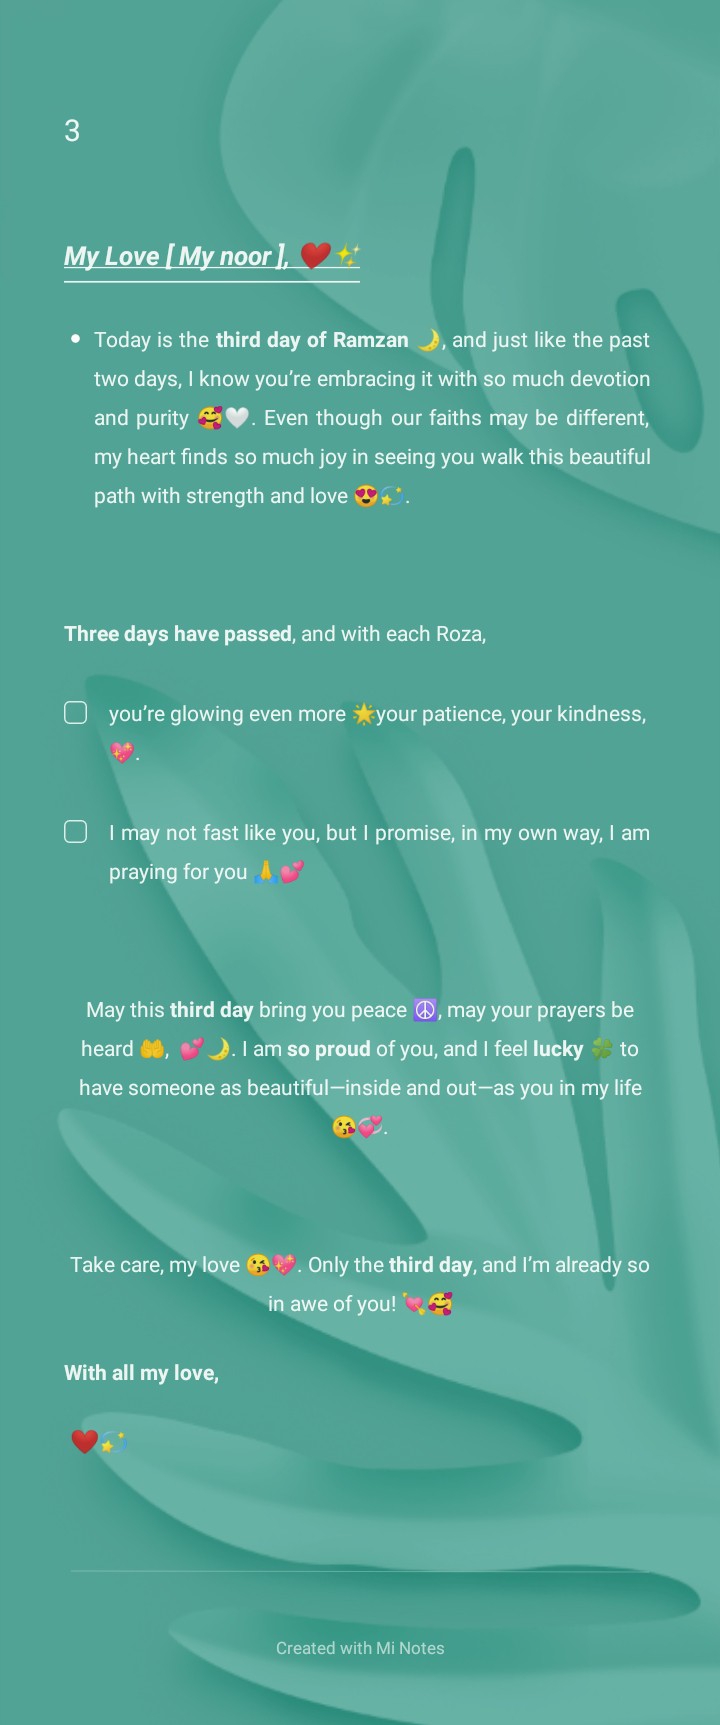 3
My Love [ My noor ], ❤️✨
• Today is the third day of Ramzan 🌙, and just like the past
two days, I know you’re embracing it with so much devotion
and purity 🥰🤍. Even though our faiths may be different,
my heart finds so much joy in seeing you walk this beautiful
path with strength and love 😍💫.
Three days have passed, and with each Roza,
☐ you’re glowing even more 🌟your patience, your kindness,
💖.
☐ I may not fast like you, but I promise, in my own way, I am
praying for you 🙏💕
May this third day bring you peace ☮️, may your prayers be
heard 🤲, 💕🌙. I am so proud of you, and I feel lucky 🍀 to
have someone as beautiful—inside and out—as you in my life
😘💞.
Take care, my love 😘💖. Only the third day, and I’m already so
in awe of you! 💘🥰
With all my love,
❤️💫
Created with Mi Notes